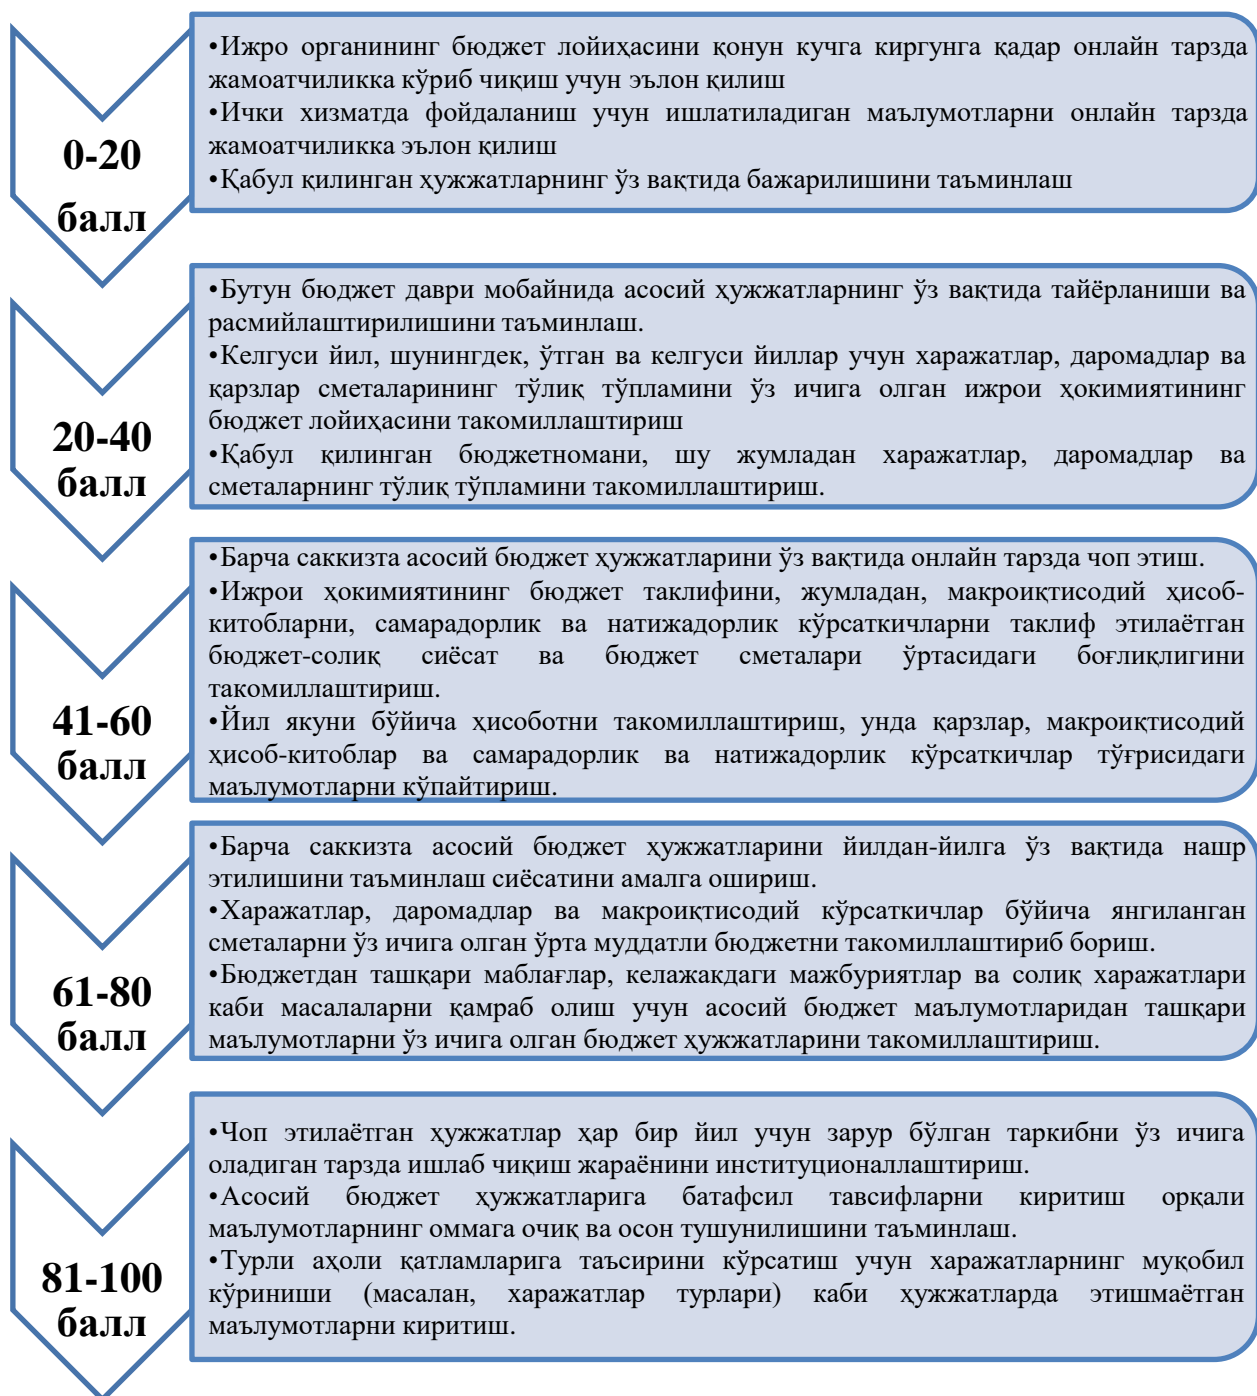 0-20
балл
•Ижро органининг бюджет лойиҳасини қонун кучга киргунга қадар онлайн тарзда
жамоатчиликка кўриб чиқиш учун эълон қилиш
•Ички хизматда фойдаланиш учун ишлатиладиган маълумотларни онлайн тарзда
жамоатчиликка эълон қилиш
•Қабул қилинган ҳужжатларнинг ўз вақтида бажарилишини таъминлаш
20-40
балл
•Бутун бюджет даври мобайнида асосий ҳужжатларнинг ўз вақтида тайёрланиши ва
расмийлаштирилишини таъминлаш.
•Келгуси йил, шунингдек, ўтган ва келгуси йиллар учун харажатлар, даромадлар ва
қарзлар сметаларининг тўлиқ тўпламини ўз ичига олган ижрои ҳокимиятининг
бюджет лойиҳасини такомиллаштириш
•Қабул қилинган бюджетномани, шу жумладан харажатлар, даромадлар ва
сметаларнинг тўлиқ тўпламини такомиллаштириш.
41-60
балл
•Барча саккизта асосий бюджет ҳужжатларини ўз вақтида онлайн тарзда чоп этиш.
•Ижрои ҳокимиятининг бюджет таклифини, жумладан, макроиқтисодий ҳисоб-
китобларни, самарадорлик ва натижадорлик кўрсаткичларни таклиф этилаётган
бюджет-солиқ сиёсат ва бюджет сметалари ўртасидаги боғлиқлигини
такомиллаштириш.
•Йил якуни бўйича ҳисоботни такомиллаштириш, унда қарзлар, макроиқтисодий
ҳисоб-китоблар ва самарадорлик ва натижадорлик кўрсаткичлар тўғрисидаги
маълумотларни кўпайтириш.
61-80
балл
•Барча саккизта асосий бюджет ҳужжатларини йилдан-йилга ўз вақтида нашр
этилишини таъминлаш сиёсатини амалга ошириш.
•Харажатлар, даромадлар ва макроиқтисодий кўрсаткичлар бўйича янгиланган
сметаларни ўз ичига олган ўрта муддатли бюджетни такомиллаштириб бориш.
•Бюджетдан ташқари маблағлар, келажакдаги мажбуриятлар ва солиқ харажатлари
каби масалаларни қамраб олиш учун асосий бюджет маълумотларидан ташқари
маълумотларни ўз ичига олган бюджет ҳужжатларини такомиллаштириш.
81-100
балл
•Чоп этилаётган ҳужжатлар ҳар бир йил учун зарур бўлган таркибни ўз ичига
оладиган тарзда ишлаб чиқиш жараёнини институционаллаштириш.
•Асосий бюджет ҳужжатларига батафсил тавсифларни киритиш орқали
маълумотларнинг оммага очиқ ва осон тушунилишини таъминлаш.
•Турли аҳоли қатламларига таъсирини кўрсатиш учун харажатларнинг муқобил
кўриниши (масалан, харажатлар турлари) каби ҳужжатларда этишмаётган
маълумотларни киритиш.